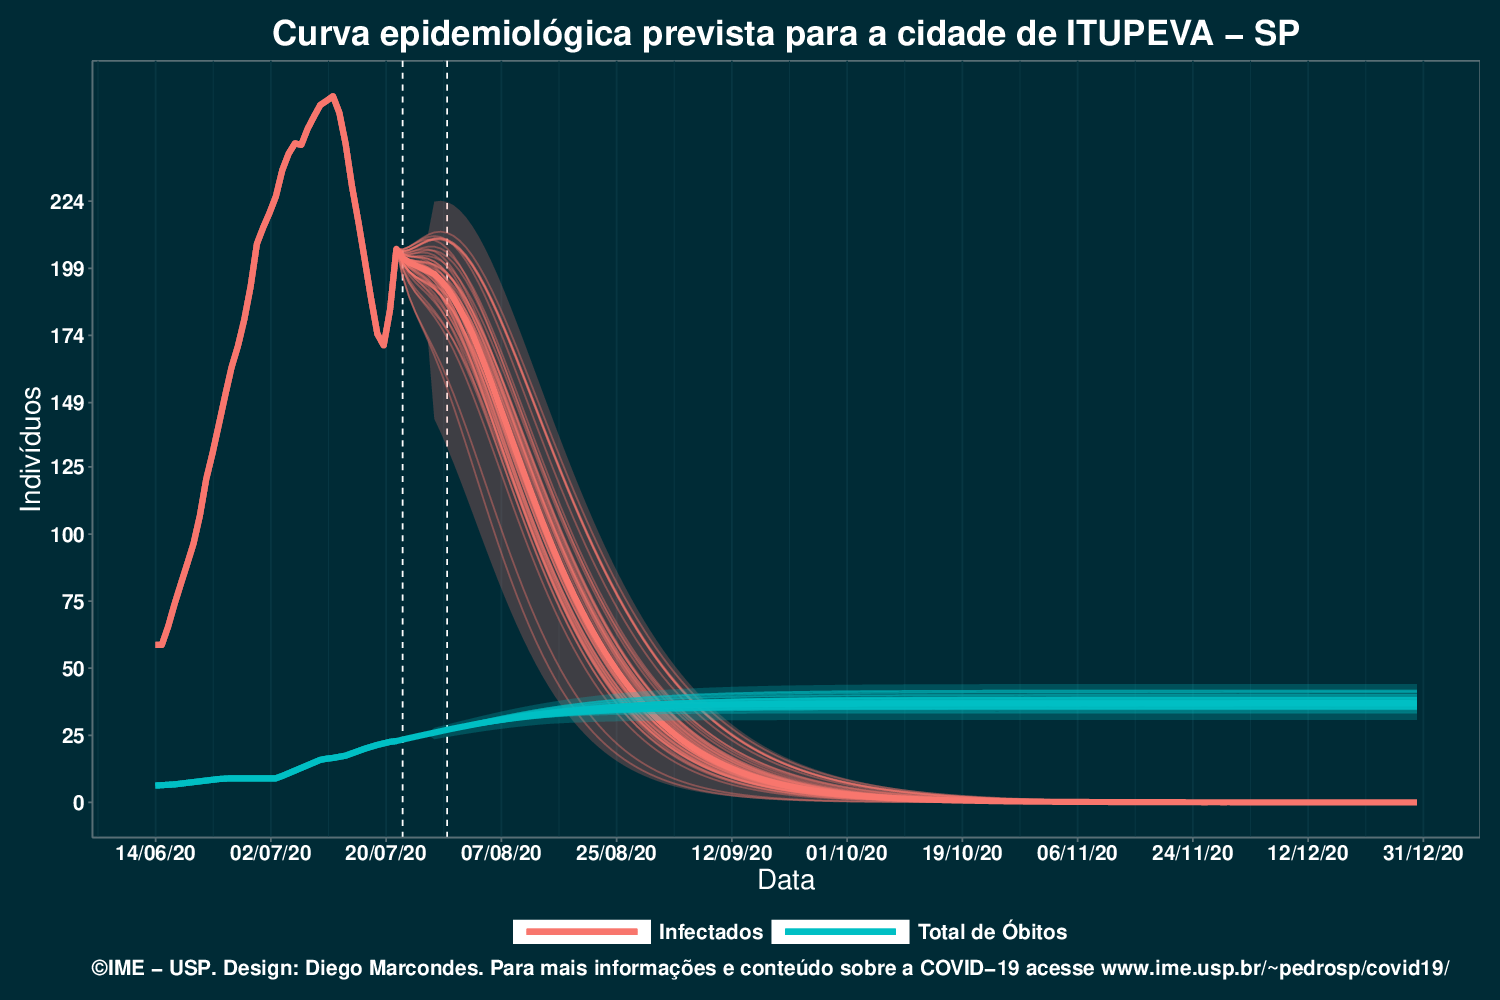 Curva epidemiológica prevista para a cidade de ITUPEVA – SP
Indivíduos
224
199
174
149
125
100
75
50
25
0
14/06/20 02/07/20 20/07/20 07/08/20 25/08/20 12/09/20 01/10/20 19/10/20 06/11/20 24/11/20 12/12/20 31/12/20
Data
Infectados Total de Óbitos
©IME – USP. Design: Diego Marcondes. Para mais informações e conteúdo sobre a COVID–19 acesse www.ime.usp.br/~pedrosp/covid19/